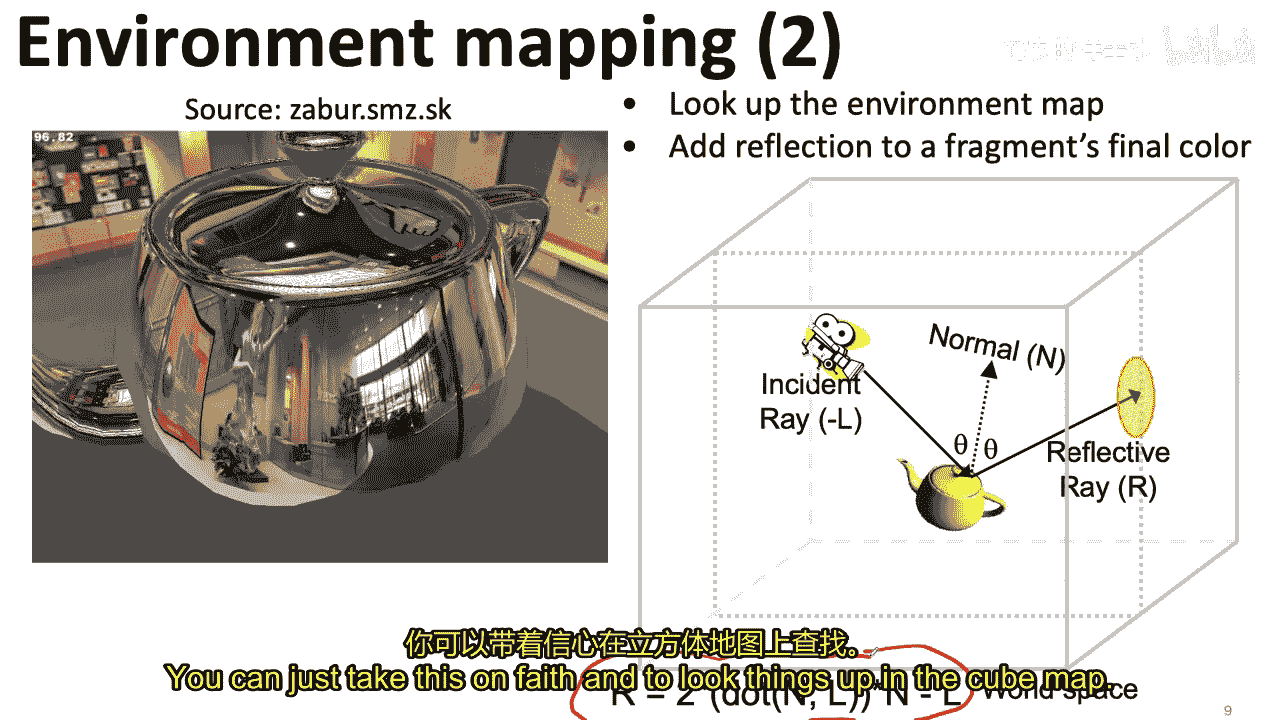 Environment mapping (2)
Source: zabur.smz.sk
96.82
• Look up the environment map
• Add reflection to a fragment's final color
Normal (N)
Incident
Ray (-L)
θ θ
Reflective
Ray (R)
你可以带着信心在立方体地图上查找。
You can just take this on faith and to look things up in the cube map.
R = 2*(dot(N, L))*N - L World space
9